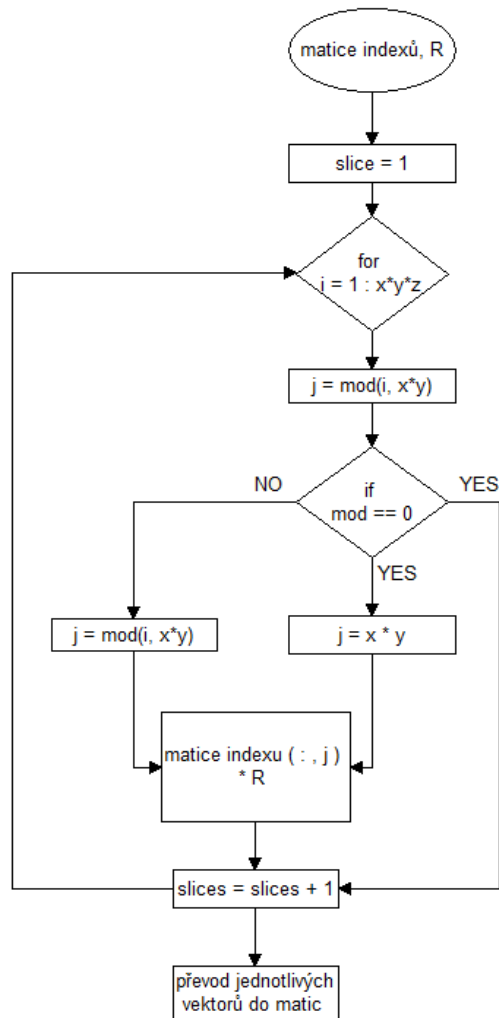 matice indexů, R
slice = 1
for
i = 1 : x*y*z
j = mod(i, x*y)
NO
YES
if
mod == 0
YES
j = mod(i, x*y)
j = x * y
matice indexu ( : , j )
* R
slices = slices + 1
převod jednotlivých
vektorů do matic